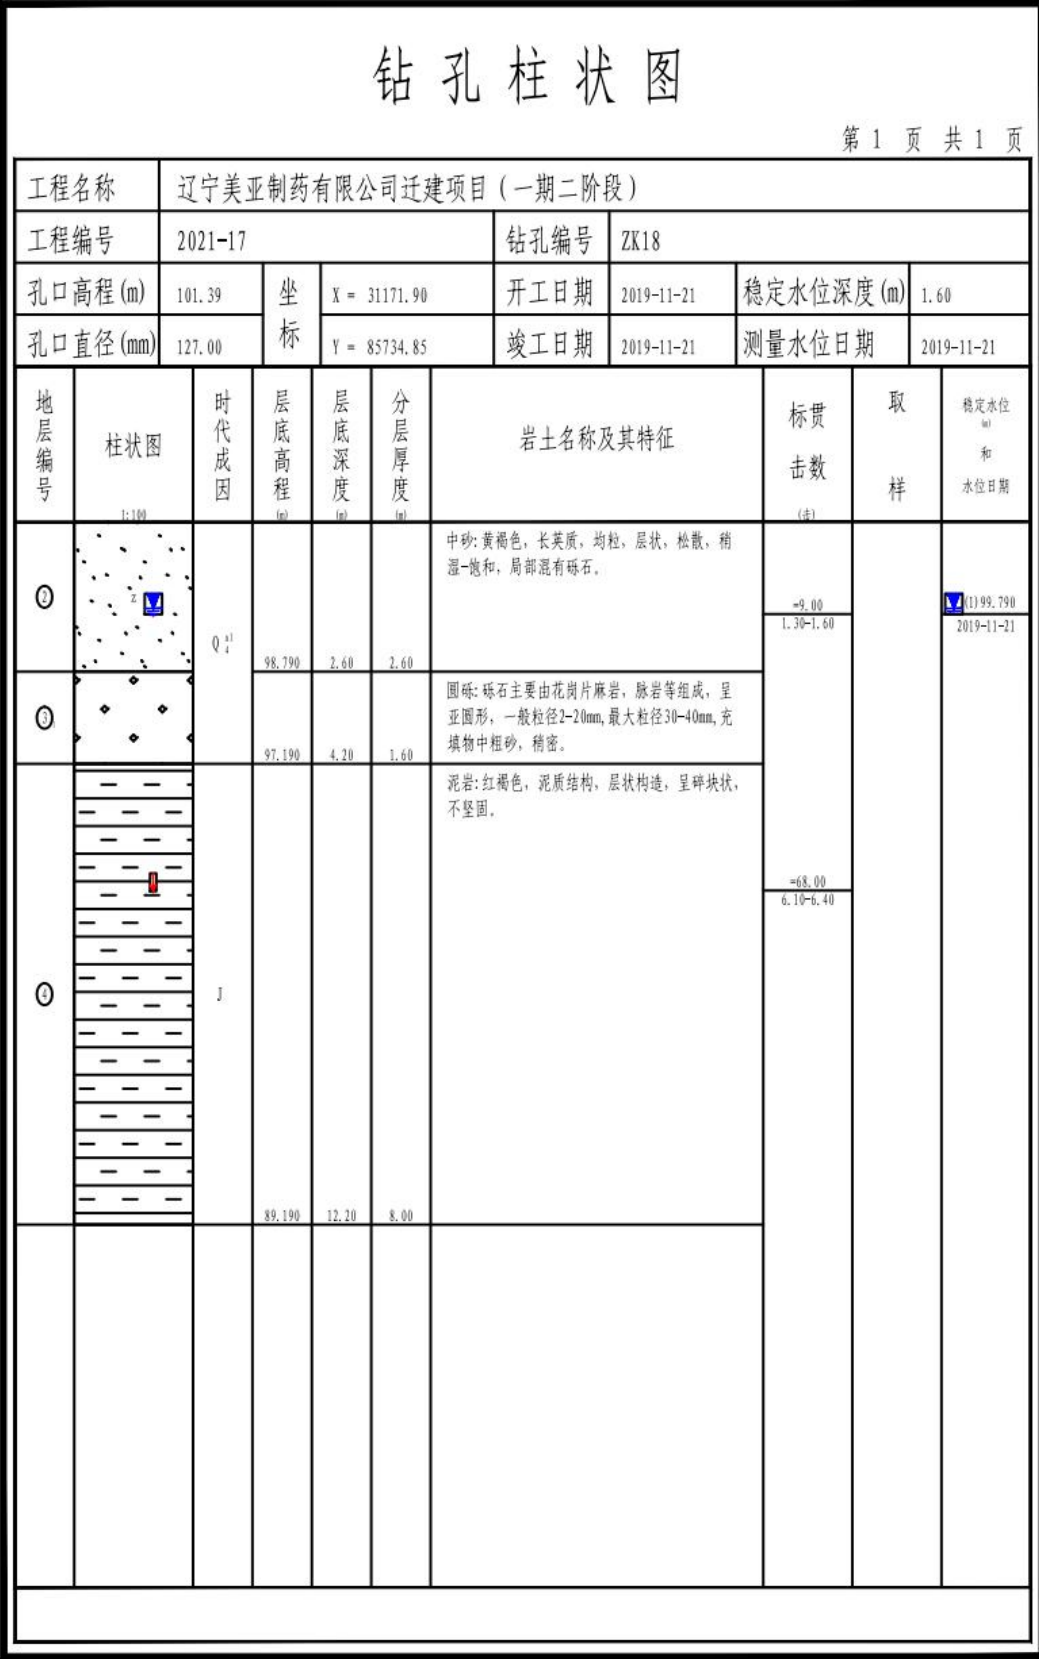 钻孔柱状图
第 1 页 共 1 页
工程名称 辽宁美亚制药有限公司迁建项目（一期二阶段）
工程编号 2021-17 钻孔编号 ZK18
孔口高程(m) 101.39 坐标 X = 31171.90 开工日期 2019-11-21 稳定水位深度(m) 1.60
孔口直径(mm) 127.00 Y = 85734.85 竣工日期 2019-11-21 测量水位日期 2019-11-21
地层编号 柱状图 1:100 时代成因 层底高程 (m) 层底深度 (m) 分层厚度 (m) 岩土名称及其特征 标贯击数 (击) 取样 稳定水位 (m) 和 水位日期
中砂:黄褐色，长英质，均粒，层状，松散，稍
湿-饱和，局部混有砾石。
② z =9.00 (1)99.790
1.30-1.60 2019-11-21
Q4al
98.790 2.60 2.60
圆砾:砾石主要由花岗片麻岩，脉岩等组成，呈
③ 亚圆形，一般粒径2-20mm,最大粒径30-40mm,充
填物中粗砂，稍密。
97.190 4.20 1.60
泥岩:红褐色，泥质结构，层状构造，呈碎块状，
不坚固。
=68.00
6.10-6.40
④ J
89.190 12.20 8.00